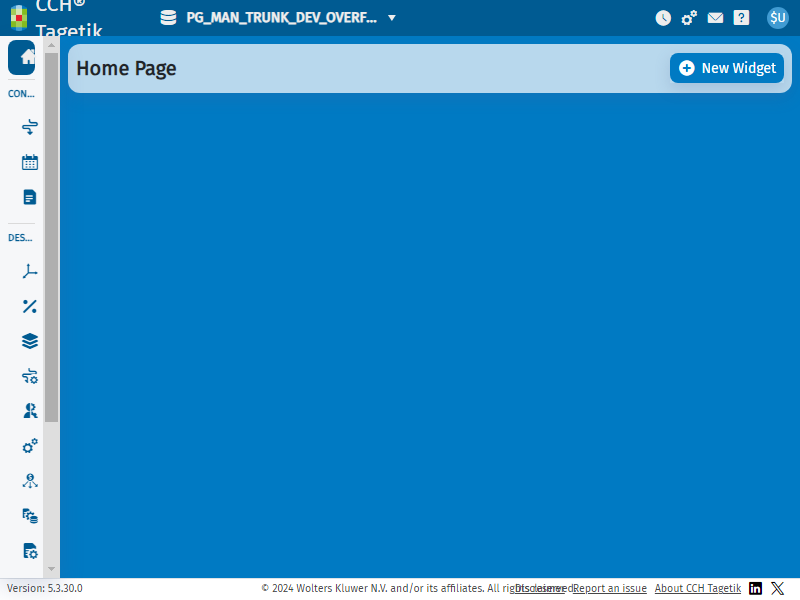 CCH®
Tagetik
PG_MAN_TRUNK_DEV_OVERF...
?
$U
Home Page
New Widget
CON...
DES...
Version: 5.3.30.0
© 2024 Wolters Kluwer N.V. and/or its affiliates. All rights reserved.
Disclaimer
Report an issue
About CCH Tagetik